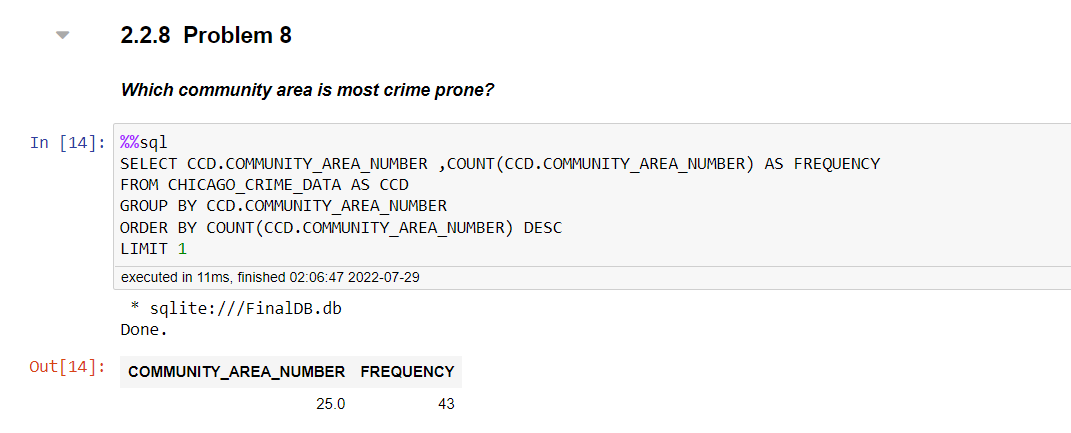 2.2.8 Problem 8
Which community area is most crime prone?
In [14]: %%sql
SELECT CCD.COMMUNITY_AREA_NUMBER ,COUNT(CCD.COMMUNITY_AREA_NUMBER) AS FREQUENCY
FROM CHICAGO_CRIME_DATA AS CCD
GROUP BY CCD.COMMUNITY_AREA_NUMBER
ORDER BY COUNT(CCD.COMMUNITY_AREA_NUMBER) DESC
LIMIT 1
executed in 11ms, finished 02:06:47 2022-07-29
* sqlite:///FinalDB.db
Done.
Out[14]: COMMUNITY_AREA_NUMBER FREQUENCY
25.0 43